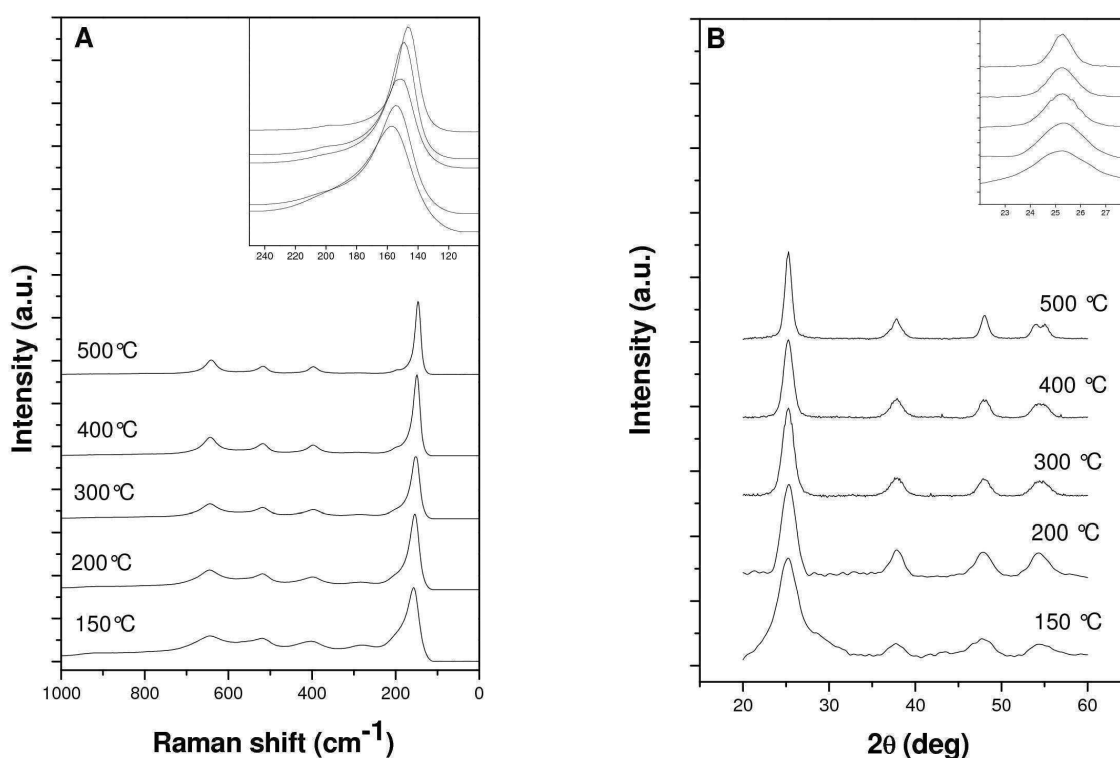 A
240 220 200 180 160 140 120 100
500°C
400°C
300°C
200°C
150°C
1000 800 600 400 200 0
Raman shift (cm-1)
Intensity (a.u.)
B
23 24 25 26 27
500 °C
400 °C
300 °C
200 °C
150 °C
20 30 40 50 60
2θ (deg)
Intensity (a.u.)